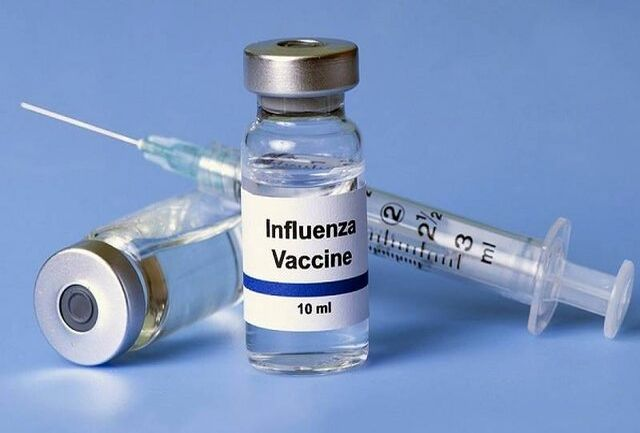 Influenza
Vaccine
10 ml
2
2½
3
ml